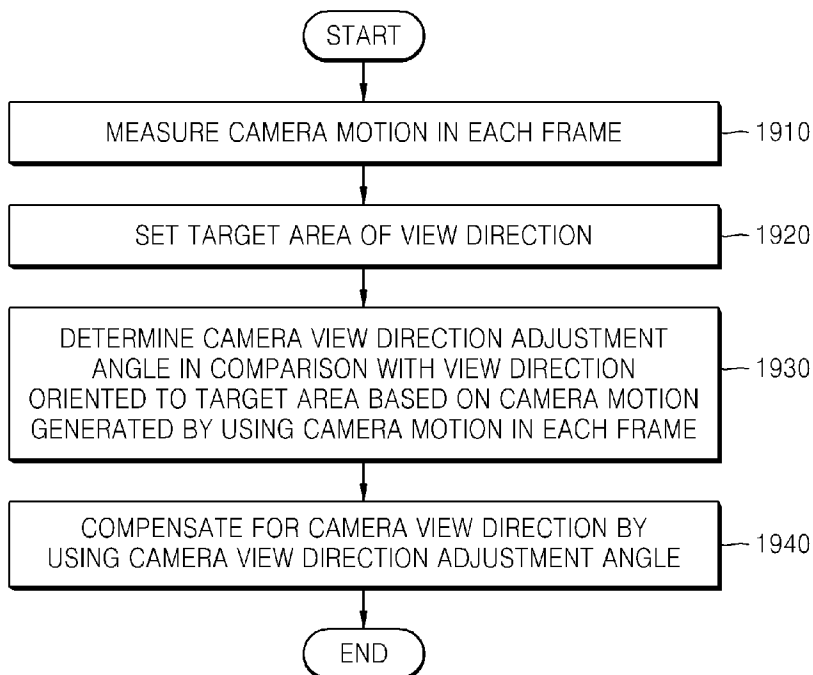 START
MEASURE CAMERA MOTION IN EACH FRAME
1910
SET TARGET AREA OF VIEW DIRECTION
1920
DETERMINE CAMERA VIEW DIRECTION ADJUSTMENT
ANGLE IN COMPARISON WITH VIEW DIRECTION
ORIENTED TO TARGET AREA BASED ON CAMERA MOTION
GENERATED BY USING CAMERA MOTION IN EACH FRAME
1930
COMPENSATE FOR CAMERA VIEW DIRECTION BY
USING CAMERA VIEW DIRECTION ADJUSTMENT ANGLE
1940
END